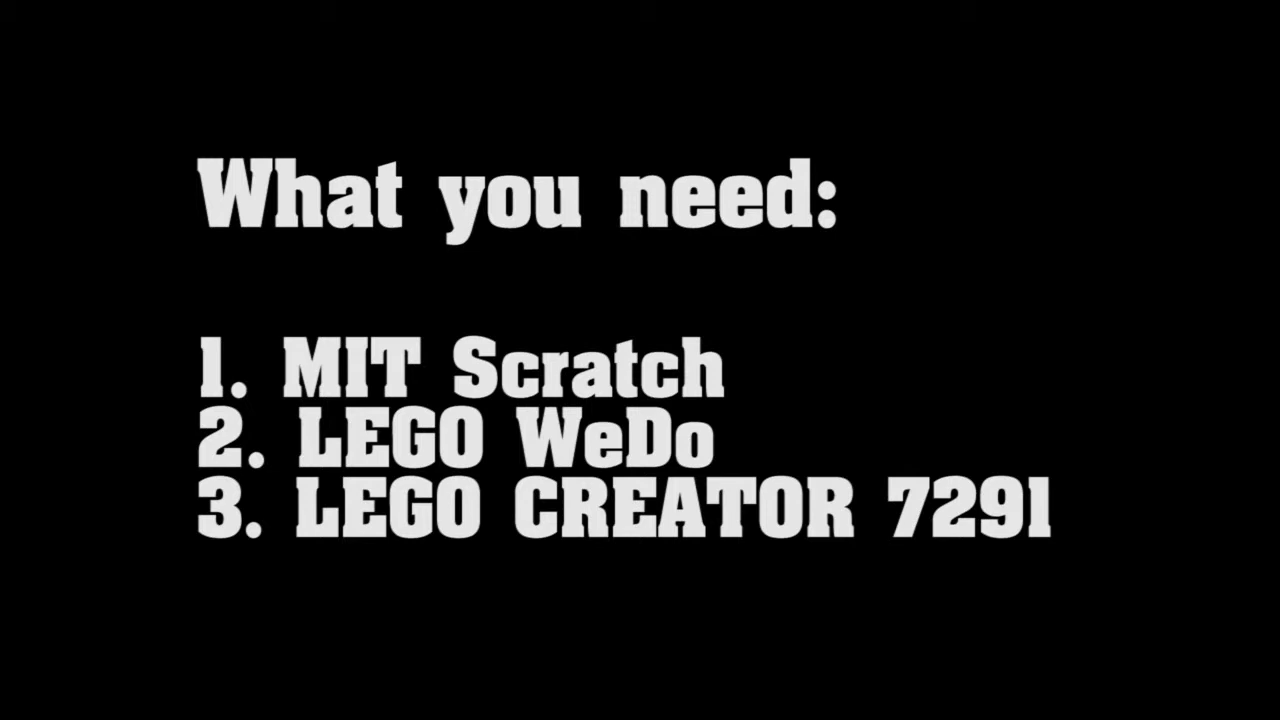 What you need:
1. MIT Scratch
2. LEGO WeDo
3. LEGO CREATOR 7291